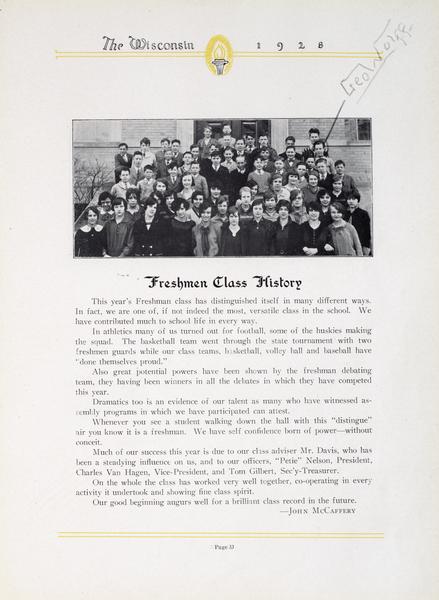 The Wisconsin 1928
Freshmen Class History
This year's Freshman class has distinguished itself in many different ways.
In fact, we are one of, if not indeed the most, versatile class in the school. We
have contributed much to school life in every way.
In athletics many of us turned out for football, some of the huskies making
the squad. The basketball team went through the state tournament with two
freshmen guards while our class teams, basketball, volley ball and baseball have
"done themselves proud."
Also great potential powers have been shown by the freshman debating
team, they having been winners in all the debates in which they have competed
this year.
Dramatics too is an evidence of our talent as many who have witnessed as-
sembly programs in which we have participated can attest.
Whenever you see a student walking down the hall with this "distingue"
air you know it is a freshman. We have self confidence born of power—without
conceit.
Much of our success this year is due to our class adviser Mr. Davis, who has
been a steadying influence on us, and to our officers, "Petie" Nelson, President,
Charles Van Hagen, Vice-President, and Tom Gilbert, Sec'y-Treasurer.
On the whole the class has worked very well together, co-operating in every
activity it undertook and showing fine class spirit.
Our good beginning augurs well for a brilliant class record in the future.
—John McCaffery
Page 33